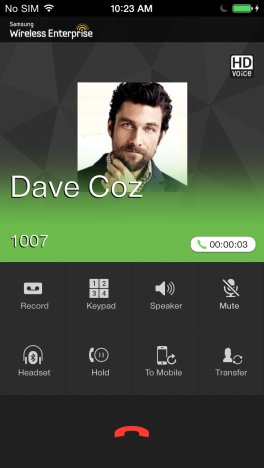 No SIM 10:23 AM
Samsung
Wireless Enterprise
HD
voice
Dave Coz
1007
00:00:03
1 2
3 4
Record Keypad Speaker Mute
Headset Hold To Mobile Transfer